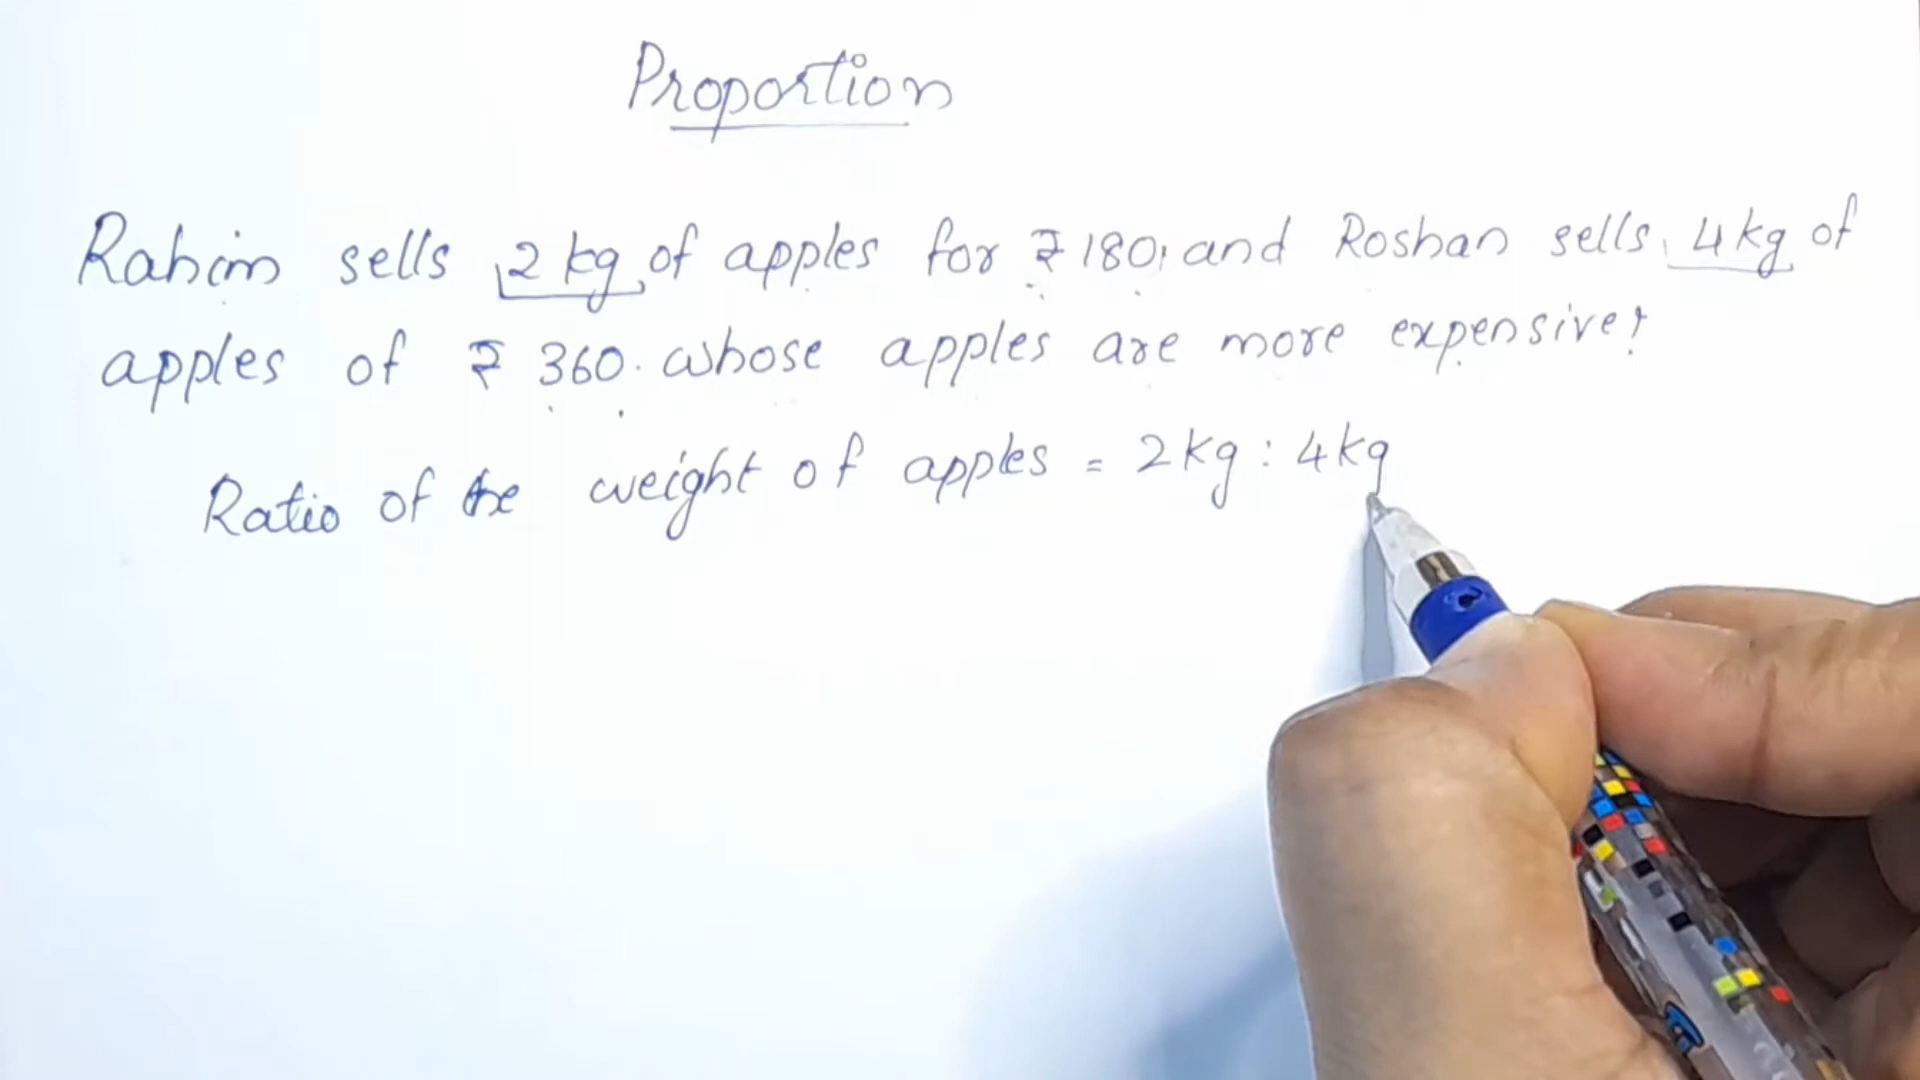 Proportion
Rahim sells 2 kg of apples for ₹ 180, and Roshan sells 4 kg of
apples of ₹ 360. whose apples are more expensive?
Ratio of the weight of apples = 2kg : 4kg